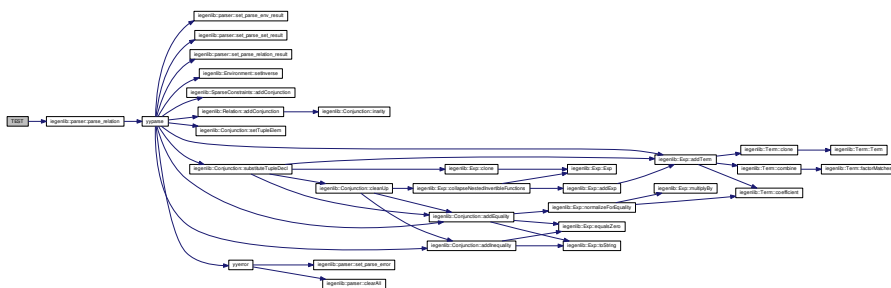 iegenlib::parser::set_parse_env_result
iegenlib::parser::set_parse_set_result
iegenlib::parser::set_parse_relation_result
iegenlib::Environment::setInverse
iegenlib::SparseConstraints::addConjunction
TEST
iegenlib::parser::parse_relation
yyparse
iegenlib::Relation::addConjunction
iegenlib::Conjunction::inarity
iegenlib::Conjunction::setTupleElem
iegenlib::Exp::addTerm
iegenlib::Term::clone
iegenlib::Term::Term
iegenlib::Conjunction::substituteTupleDecl
iegenlib::Exp::clone
iegenlib::Exp::Exp
iegenlib::Term::combine
iegenlib::Term::factorMatches
iegenlib::Conjunction::cleanUp
iegenlib::Exp::collapseNestedInvertibleFunctions
iegenlib::Exp::addExp
iegenlib::Exp::multiplyBy
iegenlib::Term::coefficient
iegenlib::Exp::normalizeForEquality
iegenlib::Conjunction::addEquality
iegenlib::Exp::equalsZero
iegenlib::Conjunction::addInequality
iegenlib::Exp::toString
yyerror
iegenlib::parser::set_parse_error
iegenlib::parser::clearAll